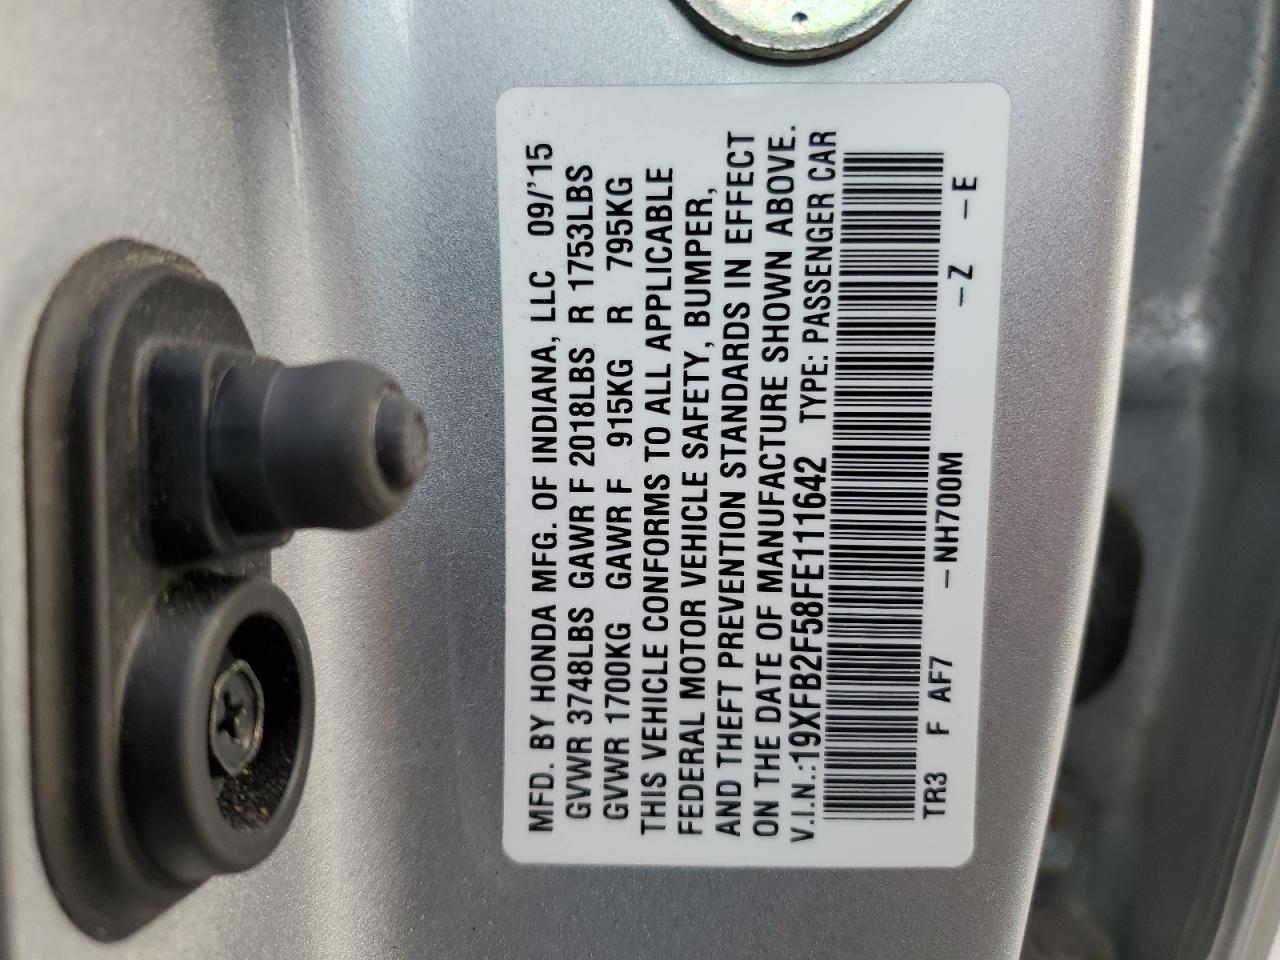 MFD. BY HONDA MFG. OF INDIANA, LLC 09/'15
GVWR 3748LBS GAWR F 2018LBS R 1753LBS
GVWR 1700KG GAWR F 915KG R 795KG
THIS VEHICLE CONFORMS TO ALL APPLICABLE
FEDERAL MOTOR VEHICLE SAFETY, BUMPER,
AND THEFT PREVENTION STANDARDS IN EFFECT
ON THE DATE OF MANUFACTURE SHOWN ABOVE.
V.I.N.:19XFB2F58FE111642 TYPE: PASSENGER CAR
TR3 F AF7 –NH700M –Z –E